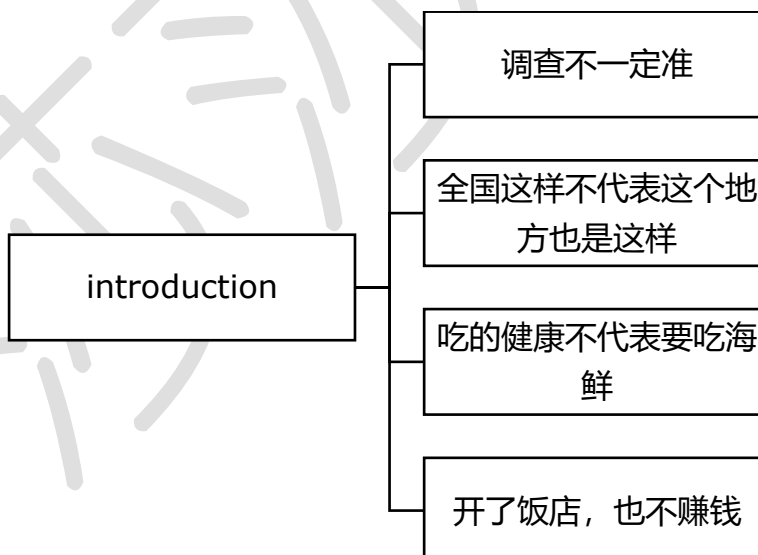 调查不一定准
全国这样不代表这个地
方也是这样
introduction
吃的健康不代表要吃海
鲜
开了饭店，也不赚钱